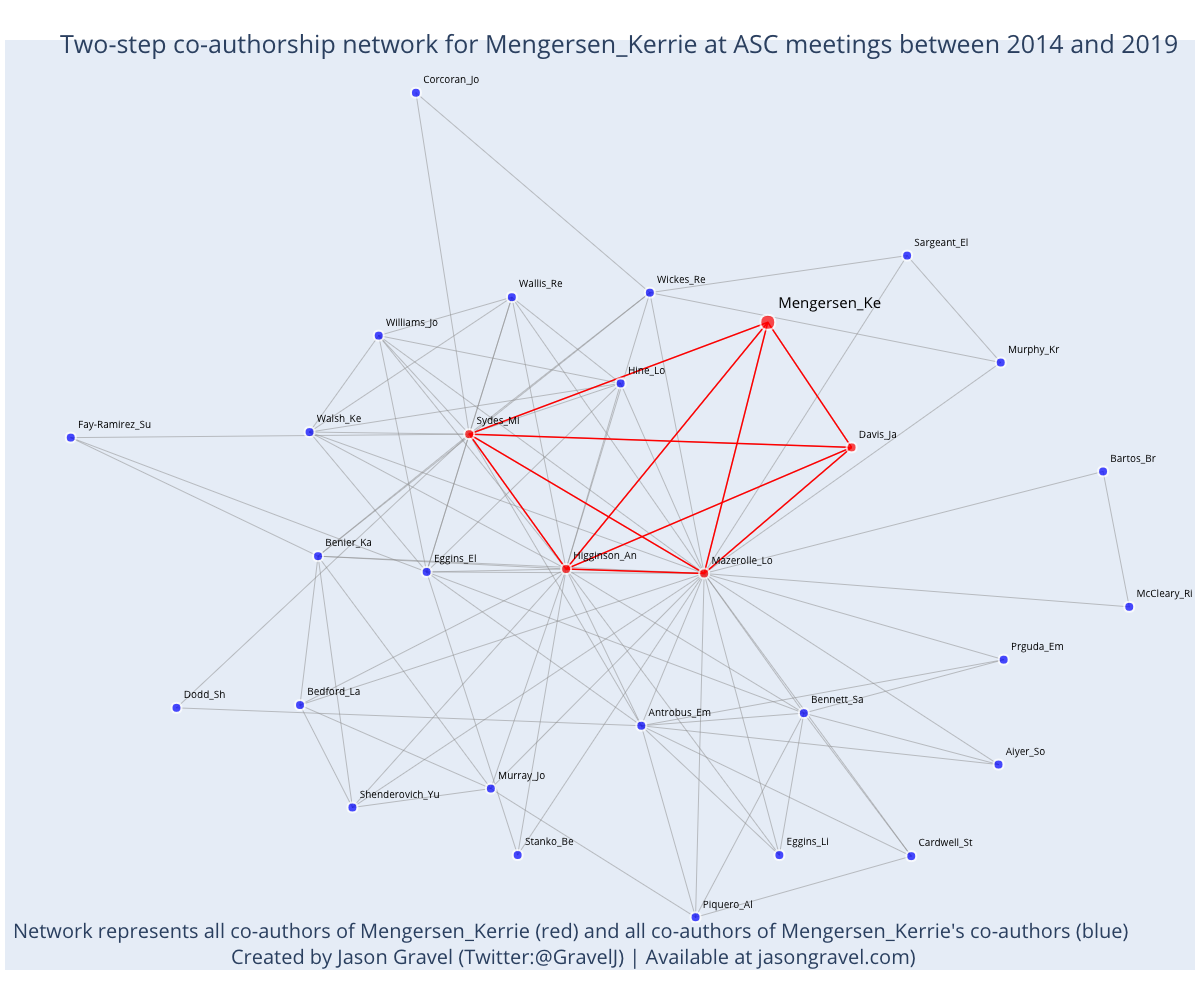 Two-step co-authorship network for Mengersen_Kerrie at ASC meetings between 2014 and 2019
Corcoran_Jo
Sargeant_El
Wallis_Re
Wickes_Re
Mengersen_Ke
Williams_Jo
Murphy_Kr
Hine_Lo
Walsh_Ke
Sydes_Mi
Fay-Ramirez_Su
Davis_Ja
Bartos_Br
Benier_Ka
Eggins_El
Higginson_An
Mazerolle_Lo
McCleary_Ri
Prguda_Em
Dodd_Sh
Bedford_La
Bennett_Sa
Antrobus_Em
Aiyer_So
Murray_Jo
Shenderovich_Yu
Stanko_Be
Eggins_Li
Cardwell_St
Piquero_Al
Network represents all co-authors of Mengersen_Kerrie (red) and all co-authors of Mengersen_Kerrie's co-authors (blue)
Created by Jason Gravel (Twitter:@GravelJ) | Available at jasongravel.com)